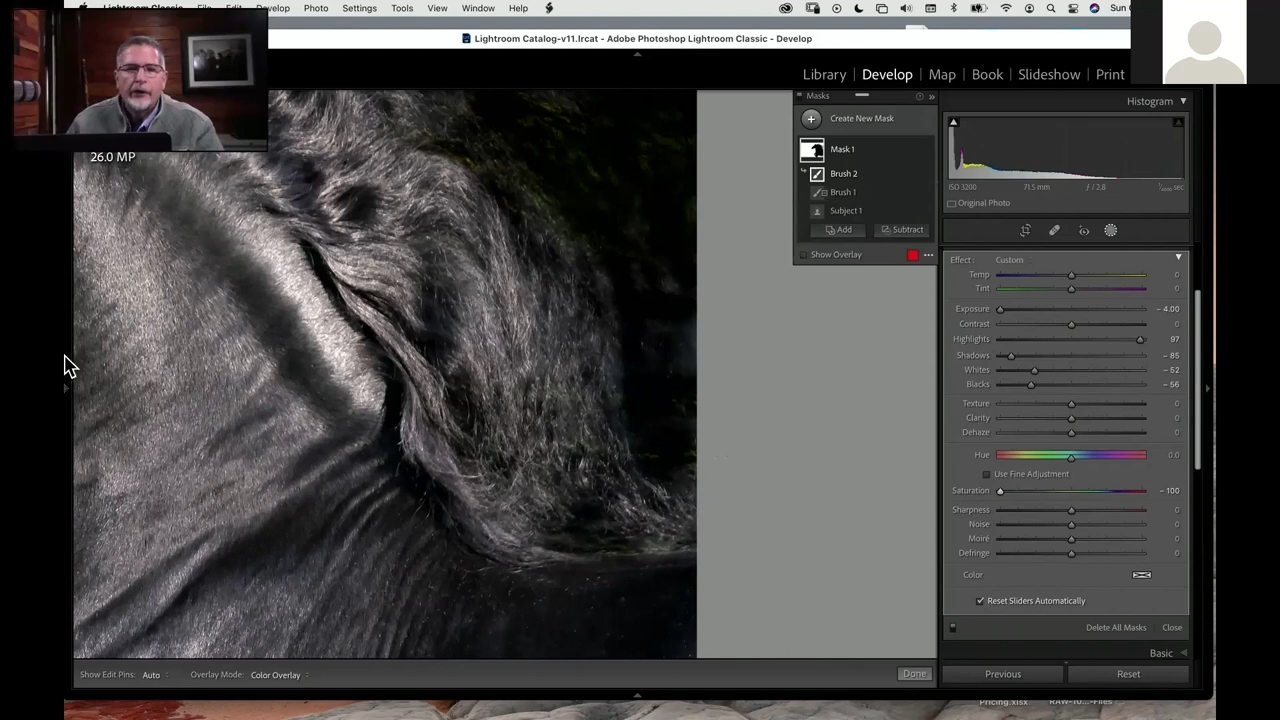 Lightroom Classic File Edit Develop Photo Settings Tools View Window Help
Lightroom Catalog-v11.lrcat - Adobe Photoshop Lightroom Classic - Develop
Library | Develop | Map | Book | Slideshow | Print
26.0 MP
Masks
Create New Mask
Mask 1
Brush 2
Brush 1
Subject 1
Add Subtract
Show Overlay
Histogram
ISO 3200 71.5 mm ƒ / 2.8
Original Photo
Effect : Custom
Temp 0
Tint 0
Exposure – 4.00
Contrast 0
Highlights 97
Shadows – 85
Whites – 52
Blacks – 56
Texture 0
Clarity 0
Dehaze 0
Hue 0.0
Use Fine Adjustment
Saturation – 100
Sharpness 0
Noise 0
Moiré 0
Defringe 0
Color
Reset Sliders Automatically
Delete All Masks Close
Basic
Show Edit Pins: Auto Overlay Mode: Color Overlay Done
Previous Reset
Pricing.xlsx